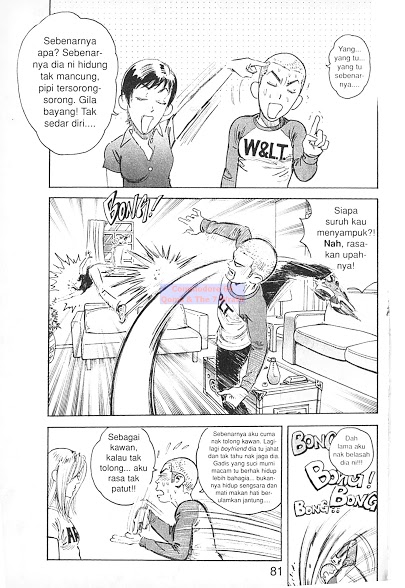 Sebenarnya
apa? Sebenar-
nya dia ni hidung
tak mancung,
pipi tersorong-
sorong. Gila
bayang! Tak
sedar diri....
Yang...
yang tu...
yang tu
sebenar-
nya....
W&L.T.
BONG!
Siapa
suruh kau
menyampuk?!
Nah, rasa-
kan upah-
nya!
LT
Sebagai
kawan,
kalau tak
tolong... aku
rasa tak
patut!!
Sebenarnya aku cuma
nak tolong kawan. Lagi-
lagi boyfriend dia tu jahat
dan tak tahu nak jaga dia.
Gadis yang suci murni
macam tu berhak hidup
lebih bahagia... bukan-
nya hidup sengsara dan
mati makan hati ber-
ulamkan jantung....
BONG
Dah
lama aku
nak belasah
dia ni!!!
BONG!
BONG
BONG!!
81